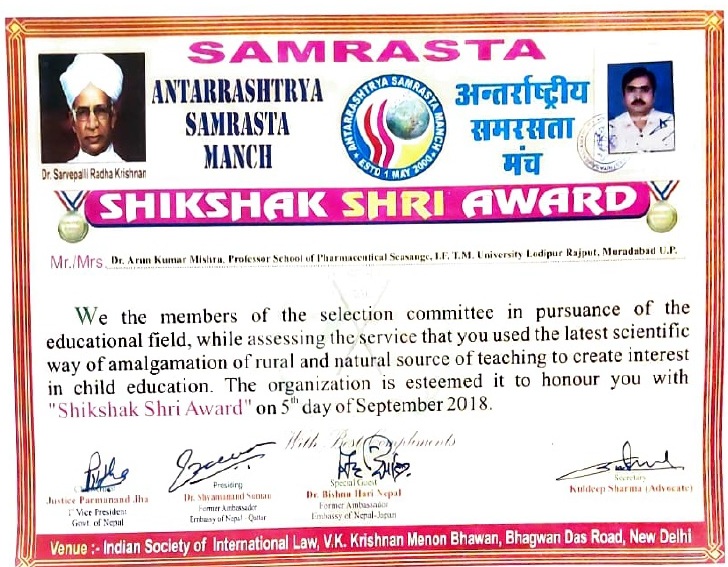 SAMRASTA
ANTARRASHTRYA
SAMRASTA
MANCH
ANTARRASHTRYA SAMRASTA MANCH
ESTD 1 MAY 2000
अन्तर्राष्ट्रीय
समरसता
मंच
Dr. Sarvepalli Radha Krishnan
SHIKSHAK SHRI AWARD
Mr./Mrs. Dr. Arun Kumar Mishra, Professor School of Pharmaceutical Scasange, I.F. T.M. University Lodipur Rajput, Muradabad U.P.
We the members of the selection committee in pursuance of the
educational field, while assessing the service that you used the latest scientific
way of amalgamation of rural and natural source of teaching to create interest
in child education. The organization is esteemed it to honour you with
"Shikshak Shri Award" on 5th day of September 2018.
With Best Compliments
Justice Parmanand Jha
1st Vice President
Govt. of Nepal
Presiding
Dr. Shyamanand Suman
Former Ambassador
Embassy of Nepal - Qatar
Special Guest
Dr. Bishnu Hari Nepal
Former Ambassador
Embassy of Nepal-Japan
Secretary
Kuldeep Sharma (Advocate)
Venue :- Indian Society of International Law, V.K. Krishnan Menon Bhawan, Bhagwan Das Road, New Delhi